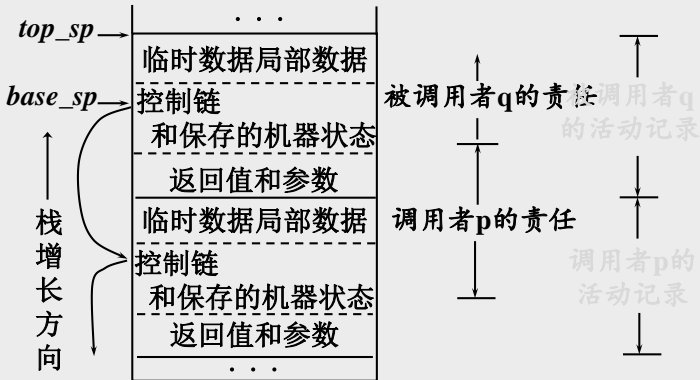 · · ·
top_sp
临时数据局部数据
base_sp
控制链
和保存的机器状态
返回值和参数
临时数据局部数据
控制链
和保存的机器状态
返回值和参数
· · ·
栈增长方向
被调用者q的责任
调用者p的责任
被调用者q
的活动记录
调用者p的
活动记录